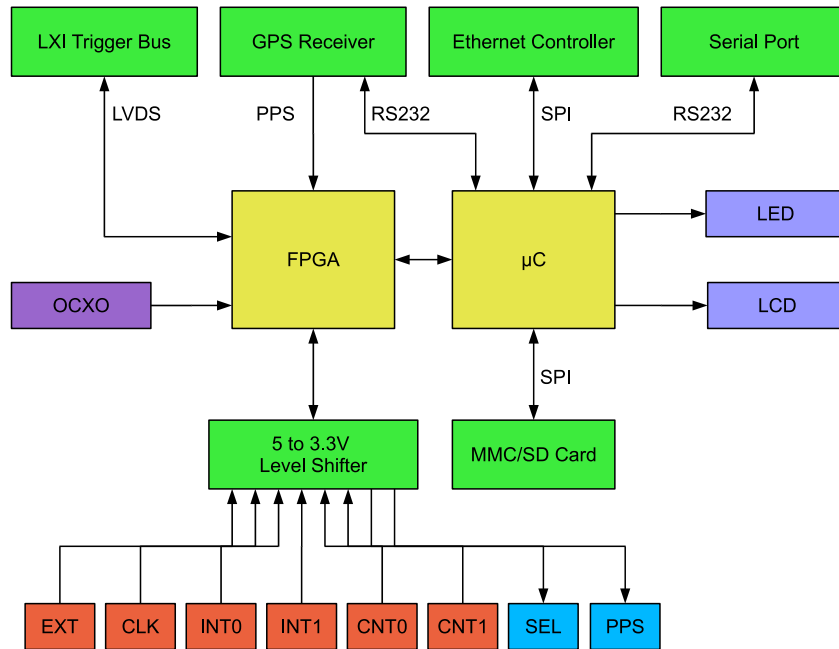 LXI Trigger Bus
GPS Receiver
Ethernet Controller
Serial Port
LVDS
PPS
RS232
SPI
RS232
FPGA
µC
LED
OCXO
LCD
SPI
5 to 3.3V
Level Shifter
MMC/SD Card
EXT
CLK
INT0
INT1
CNT0
CNT1
SEL
PPS